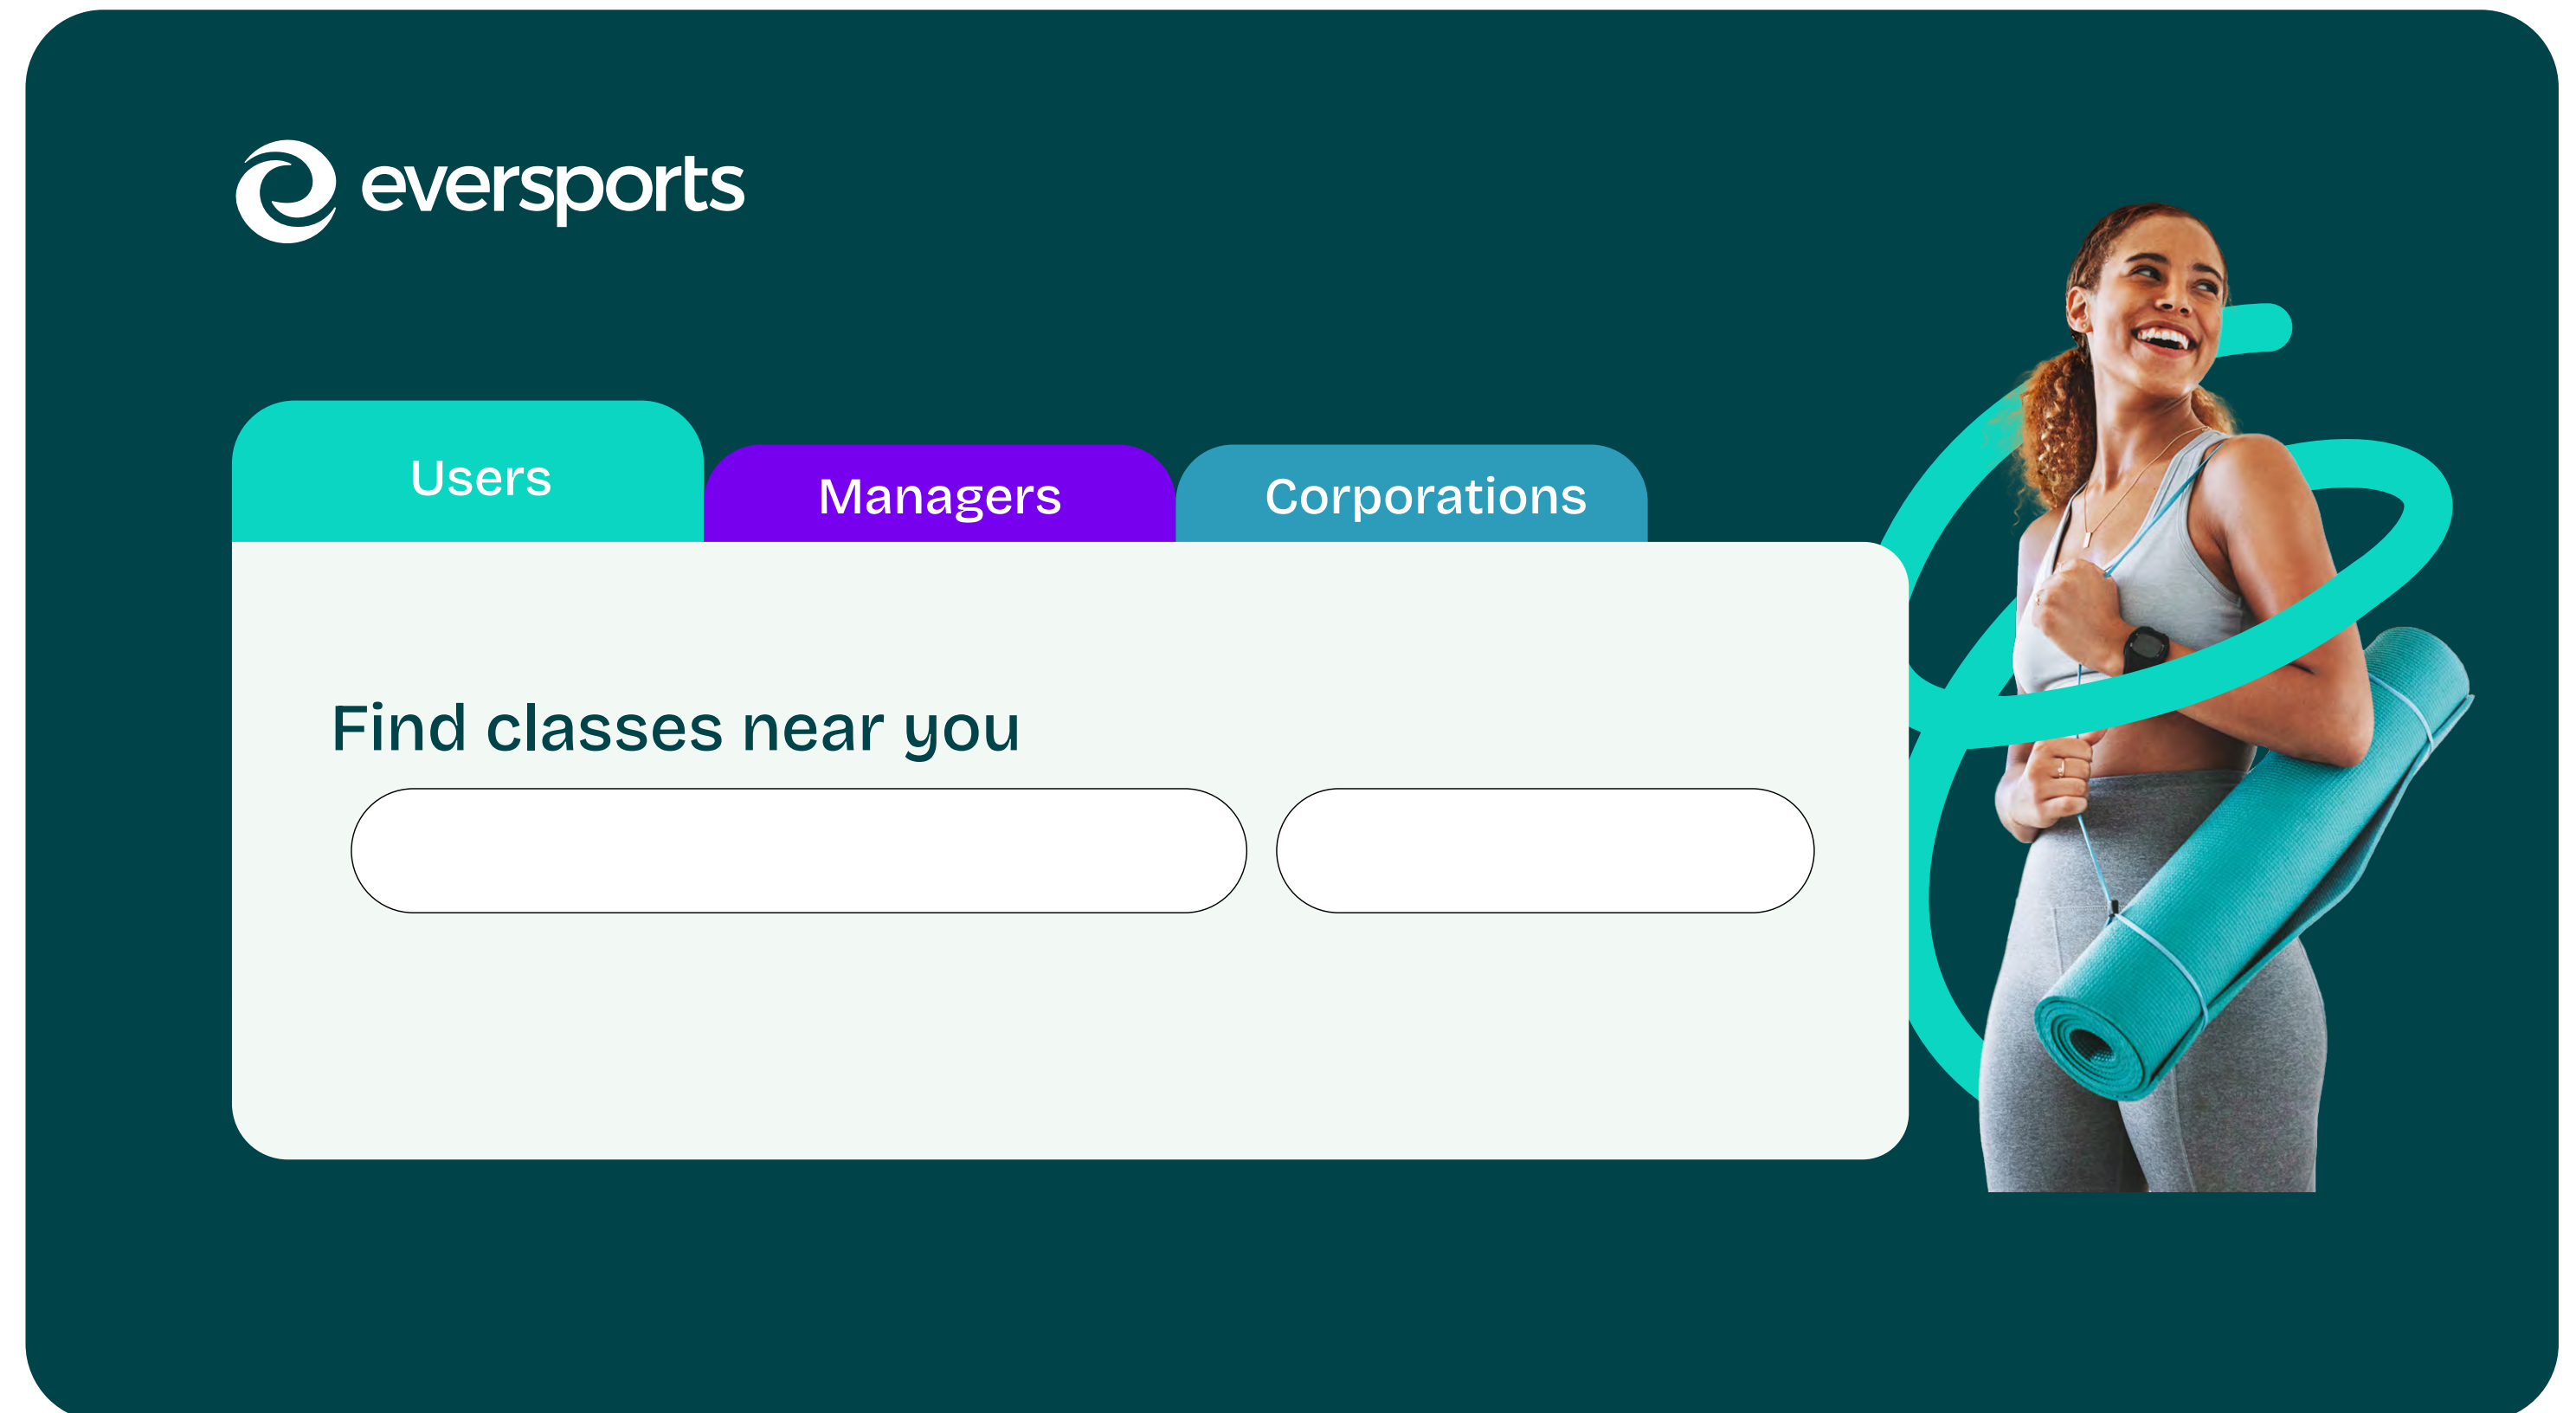 eversports
Users
Managers
Corporations
Find classes near you